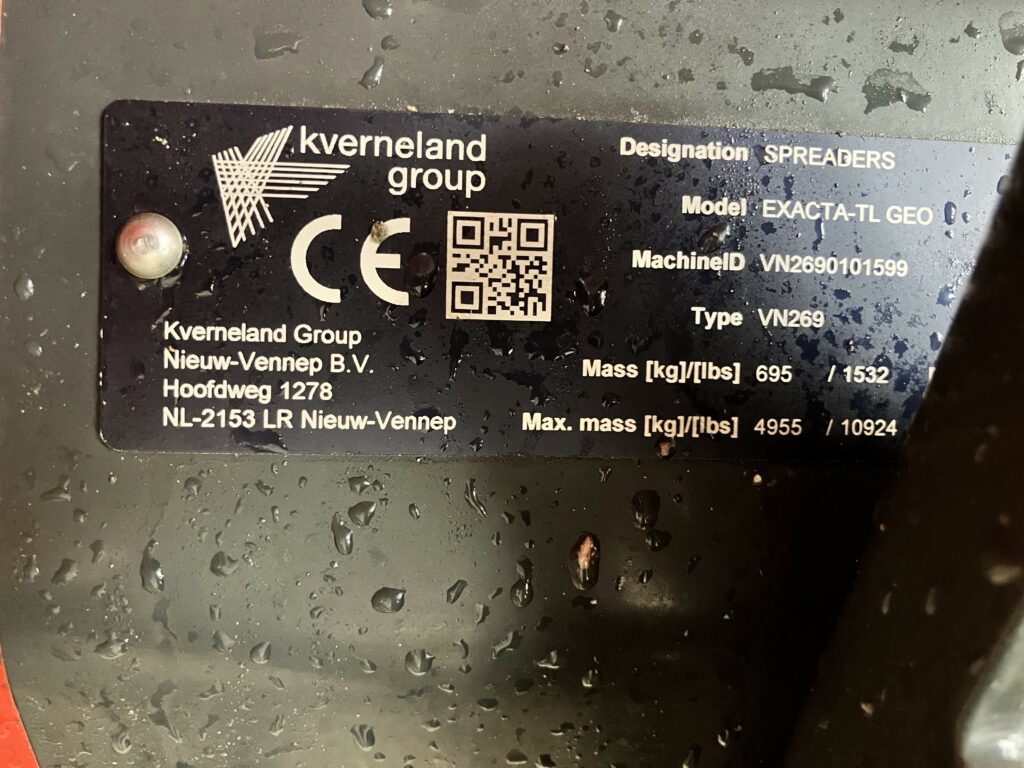 kverneland
group
CE
Kverneland Group
Nieuw-Vennep B.V.
Hoofdweg 1278
NL-2153 LR Nieuw-Vennep
Designation SPREADERS
Model EXACTA-TL GEO
MachineID VN2690101599
Type VN269
Mass [kg]/[lbs] 695 / 1532
Max. mass [kg]/[lbs] 4955 / 10924